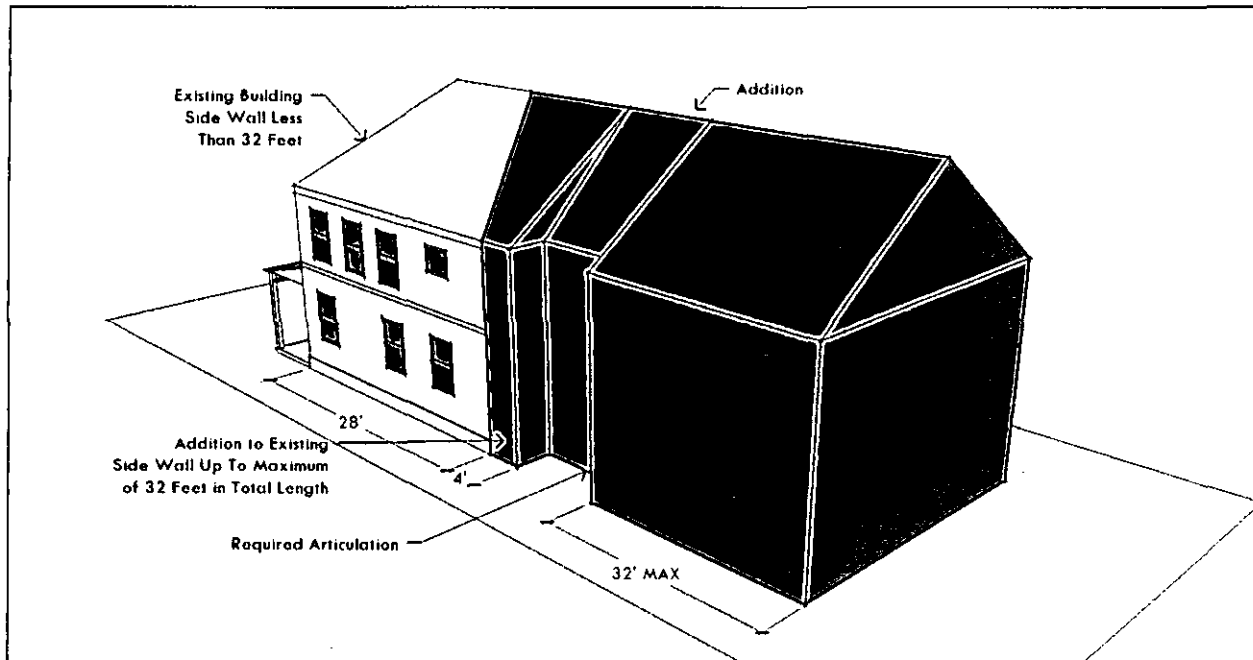 Existing Building
Side Wall Less
Than 32 Feet
Addition
28'
Addition to Existing
Side Wall Up To Maximum
of 32 Feet in Total Length
4'
Required Articulation
32' MAX